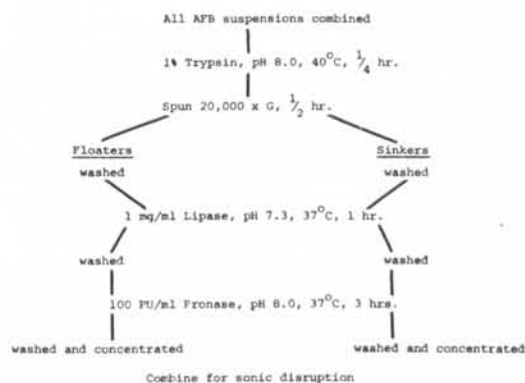 All AFB suspensions combined
1% Trypsin, pH 8.0, 40°C, 1/4 hr.
Spun 20,000 x G, 1/2 hr.
Floaters Sinkers
washed washed
1 mg/ml Lipase, pH 7.3, 37°C, 1 hr.
washed washed
100 PU/ml Pronase, pH 8.0, 37°C, 3 hrs.
washed and concentrated washed and concentrated
Combine for sonic disruption